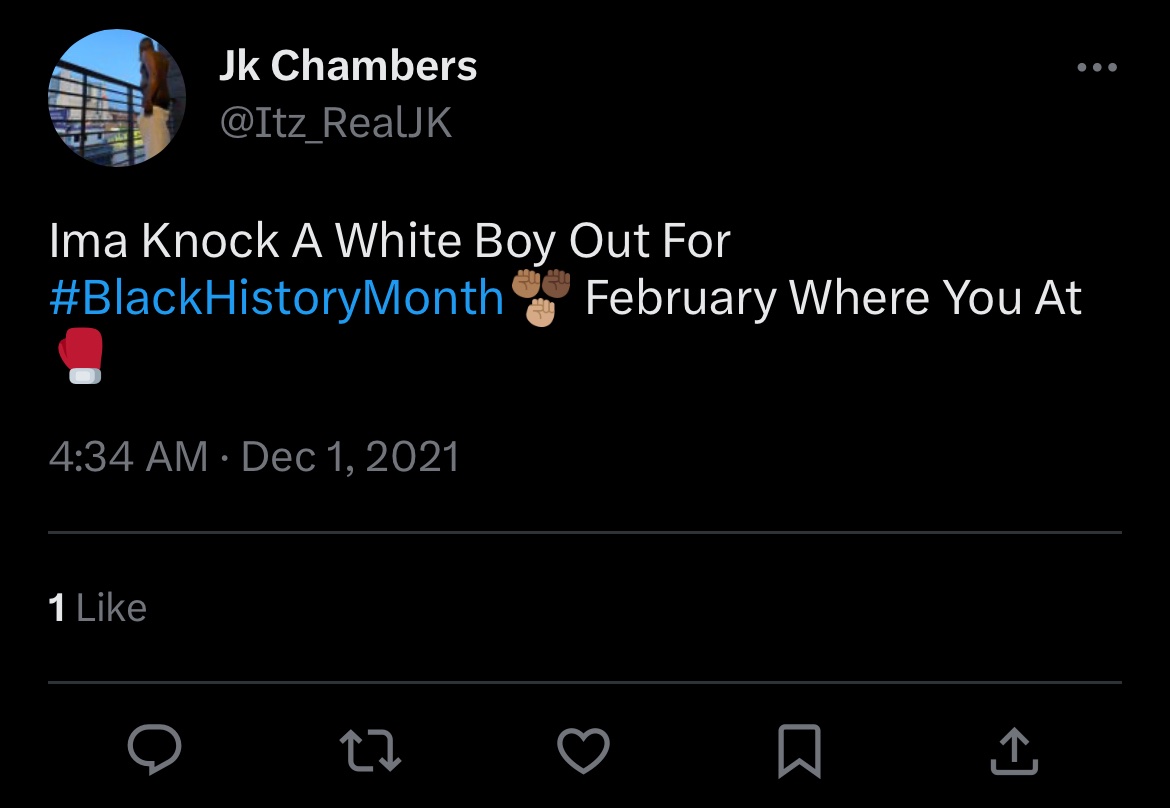 Jk Chambers
@Itz_RealJK
Ima Knock A White Boy Out For
#BlackHistoryMonth✊🏾✊🏿✊🏼 February Where You At
🥊
4:34 AM · Dec 1, 2021
1 Like